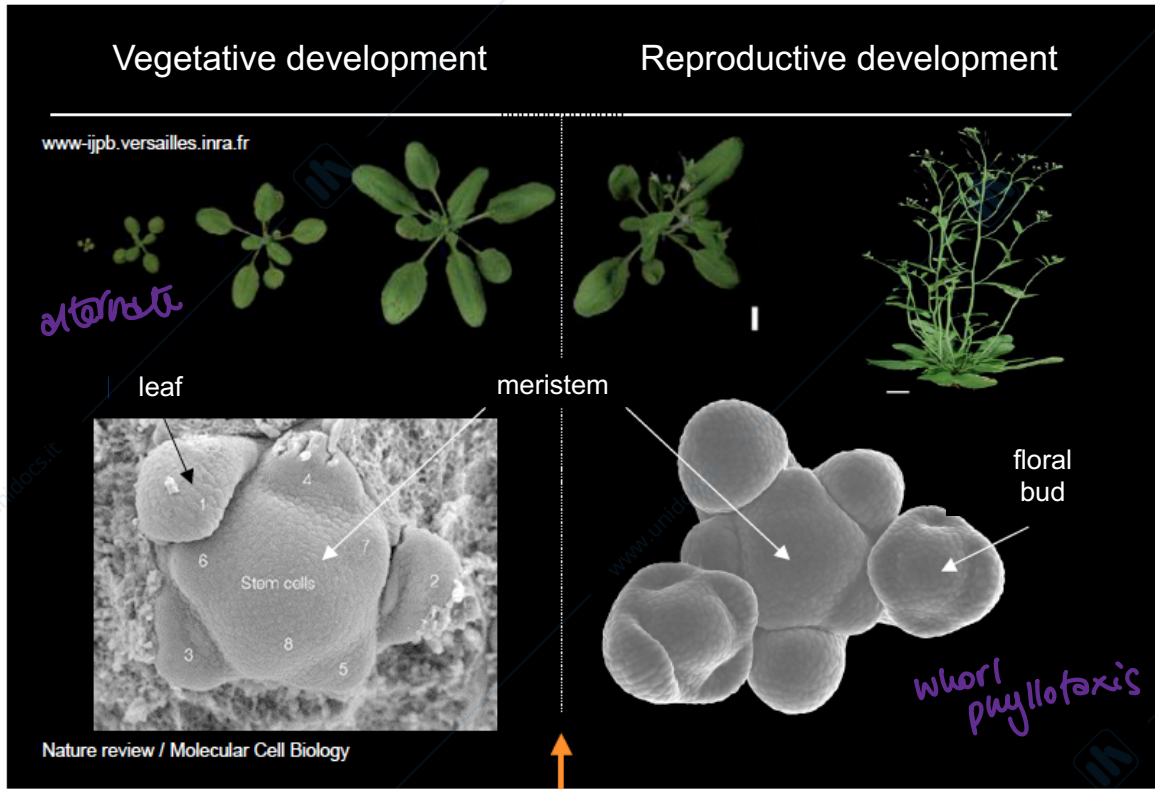 Vegetative development
Reproductive development
www-ijpb.versailles.inra.fr
alternate
leaf
meristem
floral
bud
1
4
6
7
2
Stem cells
3
8
5
whorl
phyllotaxis
Nature review / Molecular Cell Biology